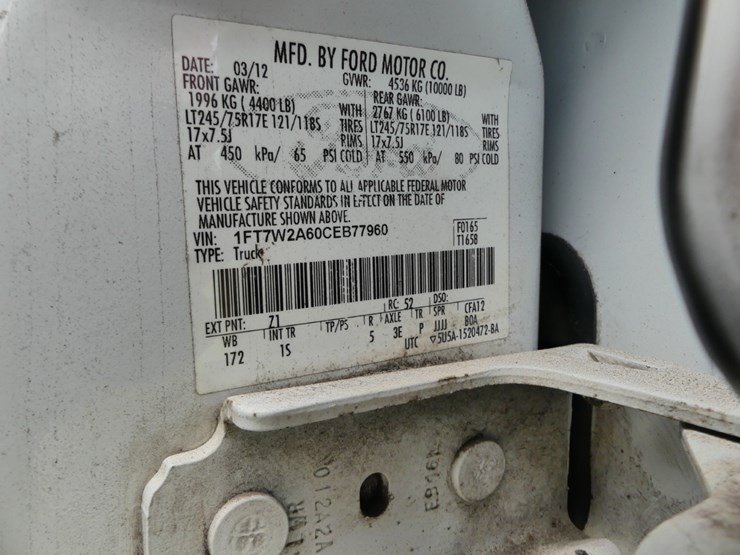 MFD. BY FORD MOTOR CO.
DATE: 03/12 GVWR: 4536 KG (10000 LB)
FRONT GAWR: REAR GAWR:
1996 KG ( 4400 LB) WITH 2767 KG ( 6100 LB) WITH
LT245/75R17E 121/118S TIRES LT245/75R17E 121/118S TIRES
17x7.5J RIMS 17x7.5J RIMS
AT 450 kPa/ 65 PSI COLD AT 550 kPa/ 80 PSI COLD
THIS VEHICLE CONFORMS TO ALL APPLICABLE FEDERAL MOTOR
VEHICLE SAFETY STANDARDS IN EFFECT ON THE DATE OF
MANUFACTURE SHOWN ABOVE.
VIN: 1FT7W2A60CEB77960 F0165
TYPE: Truck T1658
EXT PNT: Z1 RC: 52 DSO:
WB INT TR TP/PS R AXLE TR SPR CFA12
172 1S 5 3E P JJJJ BOA
UTC ▽5U5A-1520472-BA